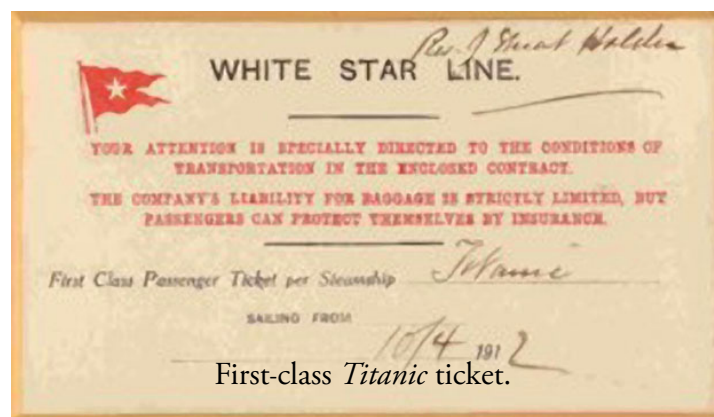 Rev. J Stuart Holden
WHITE STAR LINE.
YOUR ATTENTION IS SPECIALLY DIRECTED TO THE CONDITIONS OF
TRANSPORTATION IN THE ENCLOSED CONTRACT.
THE COMPANY'S LIABILITY FOR BAGGAGE IS STRICTLY LIMITED, BUT
PASSENGERS CAN PROTECT THEMSELVES BY INSURANCE.
First Class Passenger Ticket per Steamship Titanic
SAILING FROM
10/4 1912
First-class Titanic ticket.